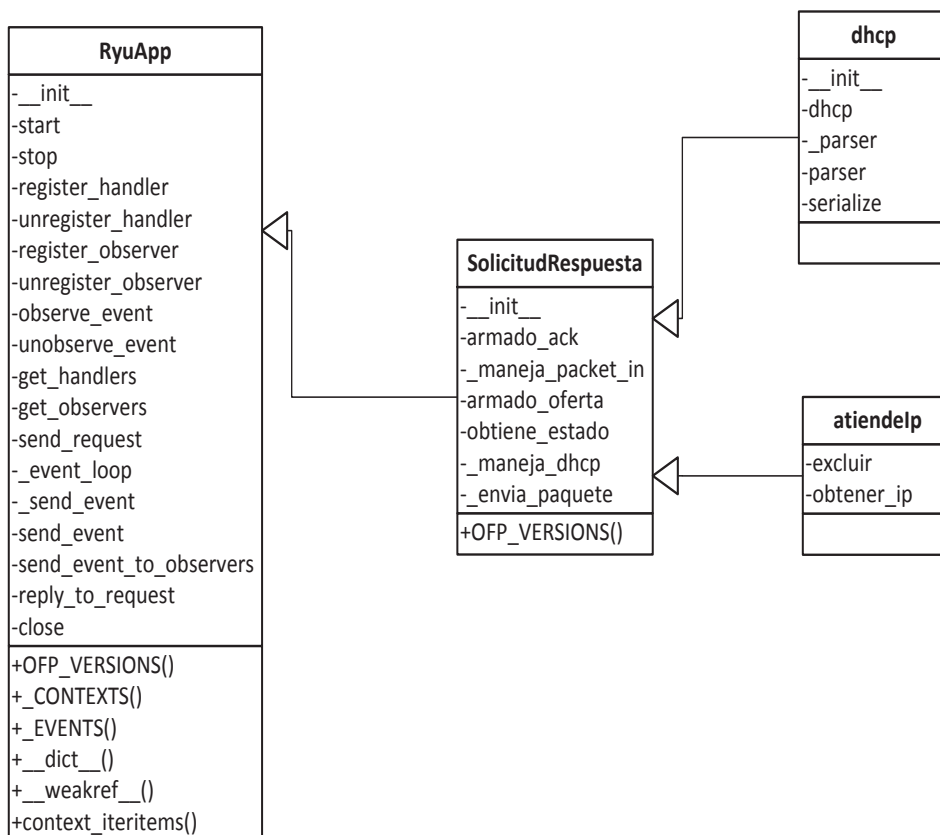 RyuApp
-__init__
-start
-stop
-register_handler
-unregister_handler
-register_observer
-unregister_observer
-observe_event
-unobserve_event
-get_handlers
-get_observers
-send_request
-_event_loop
-_send_event
-send_event
-send_event_to_observers
-reply_to_request
-close
+OFP_VERSIONS()
+_CONTEXTS()
+_EVENTS()
+__dict__()
+__weakref__()
+context_iteritems()
SolicitudRespuesta
-__init__
-armado_ack
-_maneja_packet_in
-armado_oferta
-obtiene_estado
-_maneja_dhcp
-_envia_paquete
+OFP_VERSIONS()
dhcp
-__init__
-dhcp
-_parser
-parser
-serialize
atiendeIp
-excluir
-obtener_ip